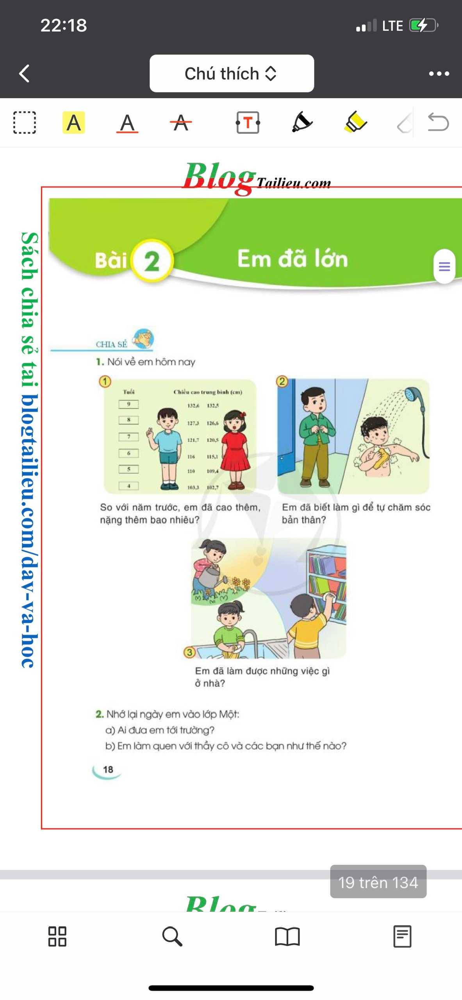 22:18
LTE
Chú thích
A A A T
Blog Tailieu.com
Sách chia sẻ tai blogtailieu.com/day-va-hoc
Bài 2 Em đã lớn
CHIA SẺ
1. Nói về em hôm nay
1
Tuổi Chiều cao trung bình (cm)
9 132,6 132,5
8 127,3 126,6
7 121,7 120,5
6 116 115,1
5 110 109,4
4 103,3 102,7
So với năm trước, em đã cao thêm,
nặng thêm bao nhiêu?
2
Em đã biết làm gì để tự chăm sóc
bản thân?
3
Em đã làm được những việc gì
ở nhà?
2. Nhớ lại ngày em vào lớp Một:
a) Ai đưa em tới trường?
b) Em làm quen với thầy cô và các bạn như thế nào?
18
19 trên 134
Blog